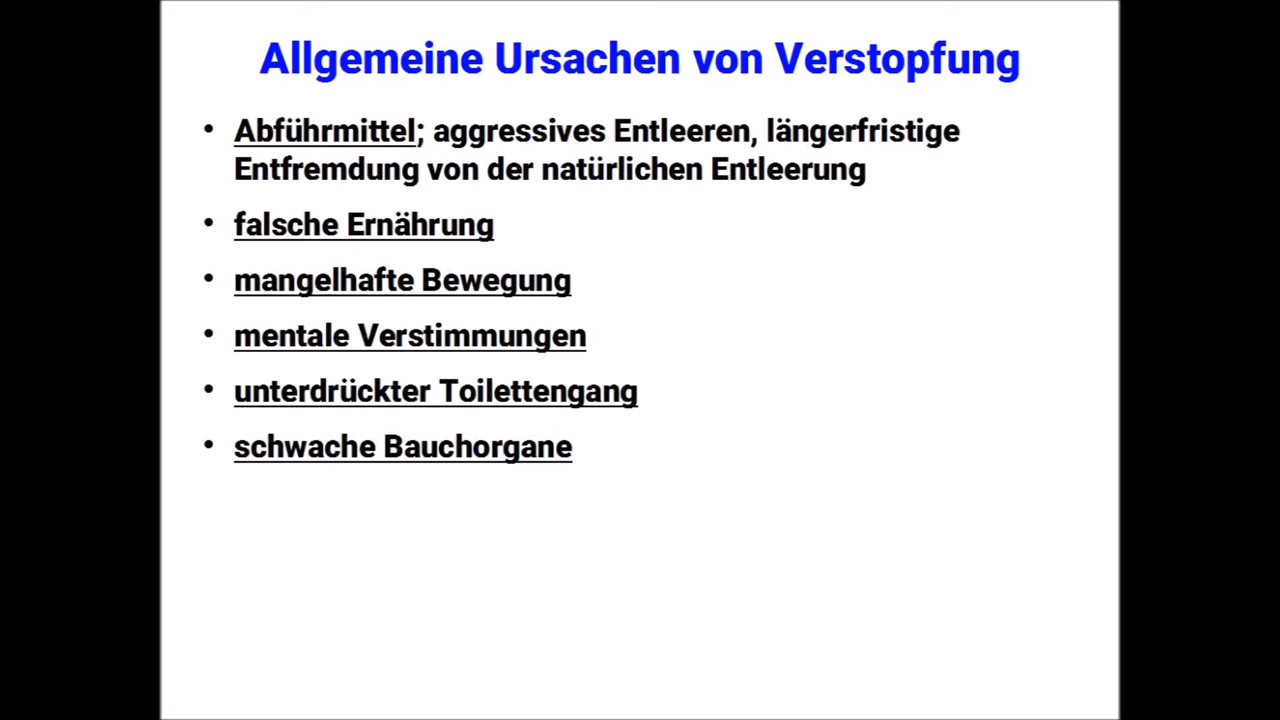 Allgemeine Ursachen von Verstopfung
• Abführmittel; aggressives Entleeren, längerfristige
Entfremdung von der natürlichen Entleerung
• falsche Ernährung
• mangelhafte Bewegung
• mentale Verstimmungen
• unterdrückter Toilettengang
• schwache Bauchorgane